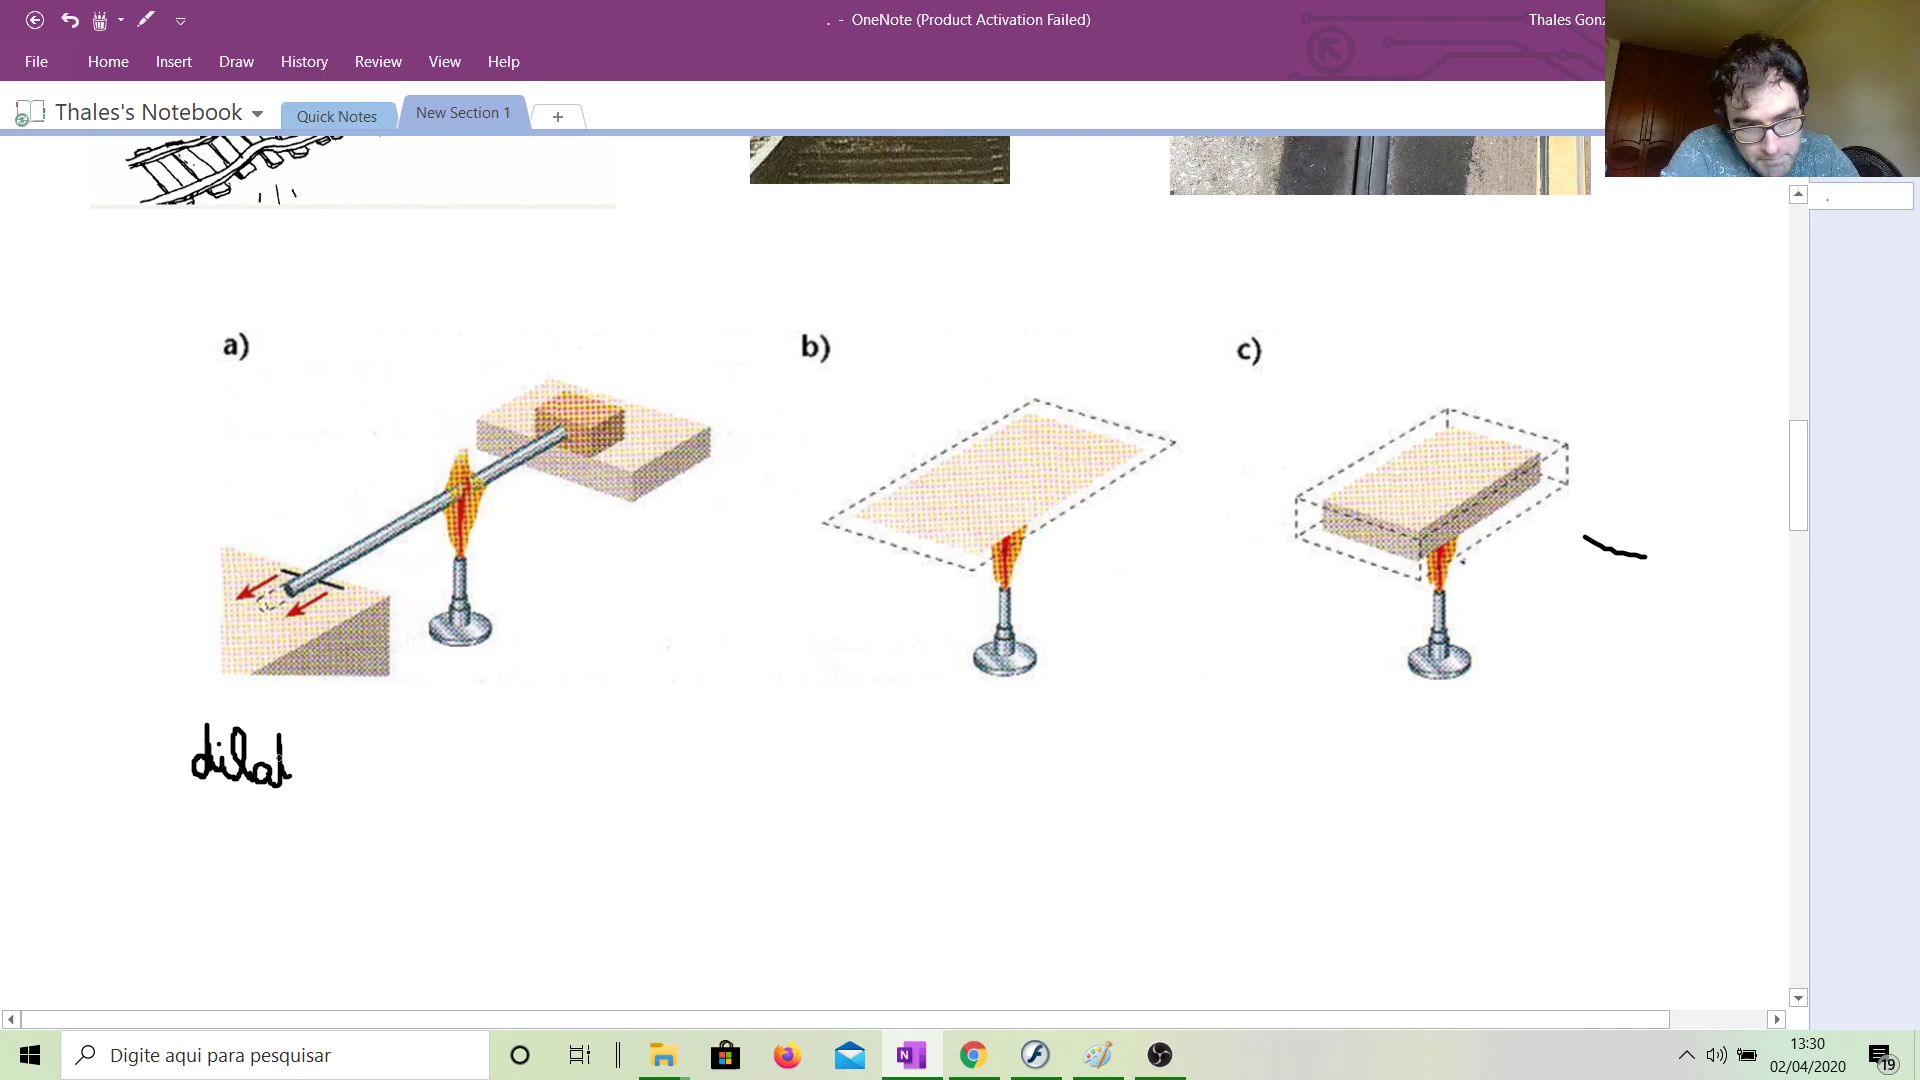 . - OneNote (Product Activation Failed)
Thales Gonz
File Home Insert Draw History Review View Help
Thales's Notebook Quick Notes New Section 1 +
.
a) b) c)
dilat
Digite aqui para pesquisar
13:30
02/04/2020
19